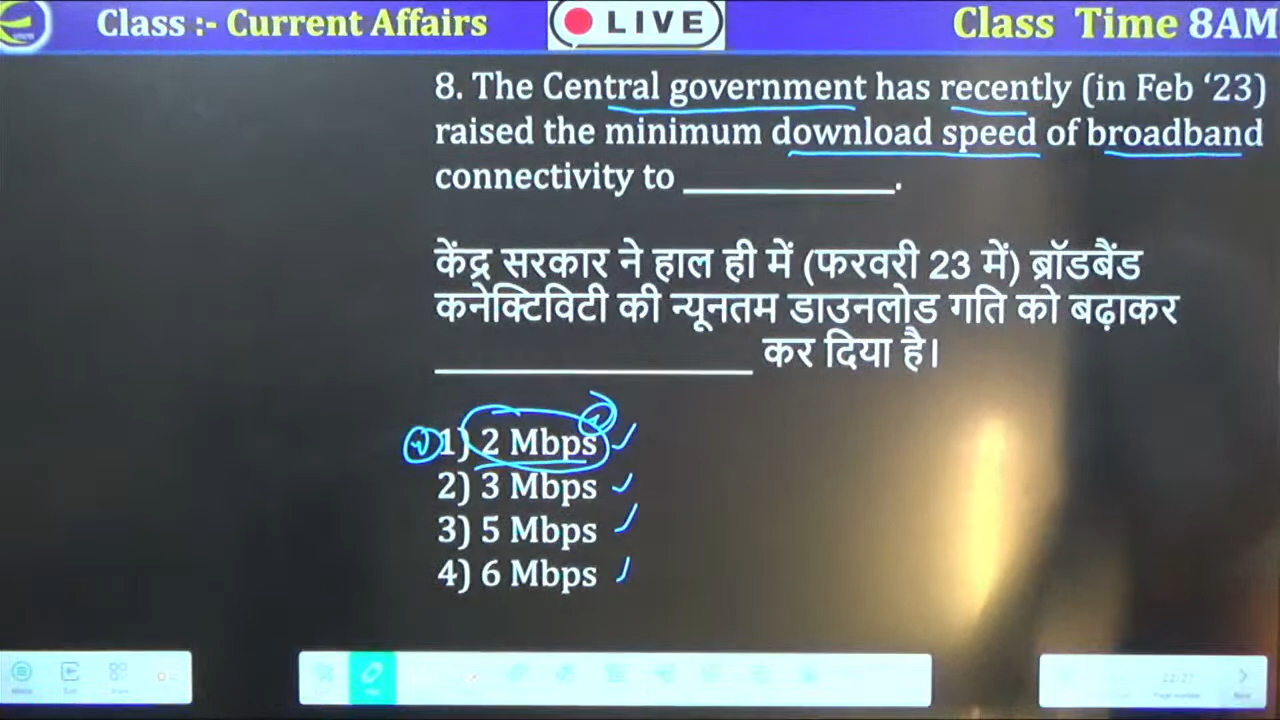 Class :- Current Affairs
LIVE
Class Time 8AM
8. The Central government has recently (in Feb ‘23)
raised the minimum download speed of broadband
connectivity to ____________.
केंद्र सरकार ने हाल ही में (फरवरी 23 में) ब्रॉडबैंड
कनेक्टिविटी की न्यूनतम डाउनलोड गति को बढ़ाकर
__________________ कर दिया है।
1) 2 Mbps
2) 3 Mbps
3) 5 Mbps
4) 6 Mbps